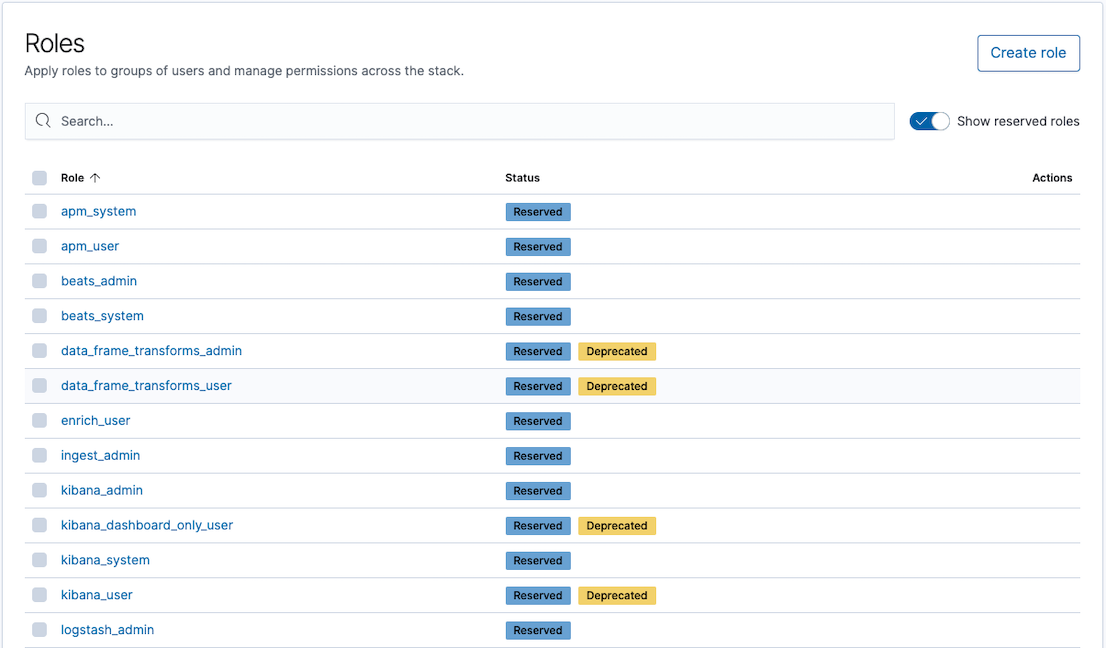 Roles
Create role
Apply roles to groups of users and manage permissions across the stack.
Search...
Show reserved roles
Role Status Actions
apm_system Reserved
apm_user Reserved
beats_admin Reserved
beats_system Reserved
data_frame_transforms_admin Reserved Deprecated
data_frame_transforms_user Reserved Deprecated
enrich_user Reserved
ingest_admin Reserved
kibana_admin Reserved
kibana_dashboard_only_user Reserved Deprecated
kibana_system Reserved
kibana_user Reserved Deprecated
logstash_admin Reserved